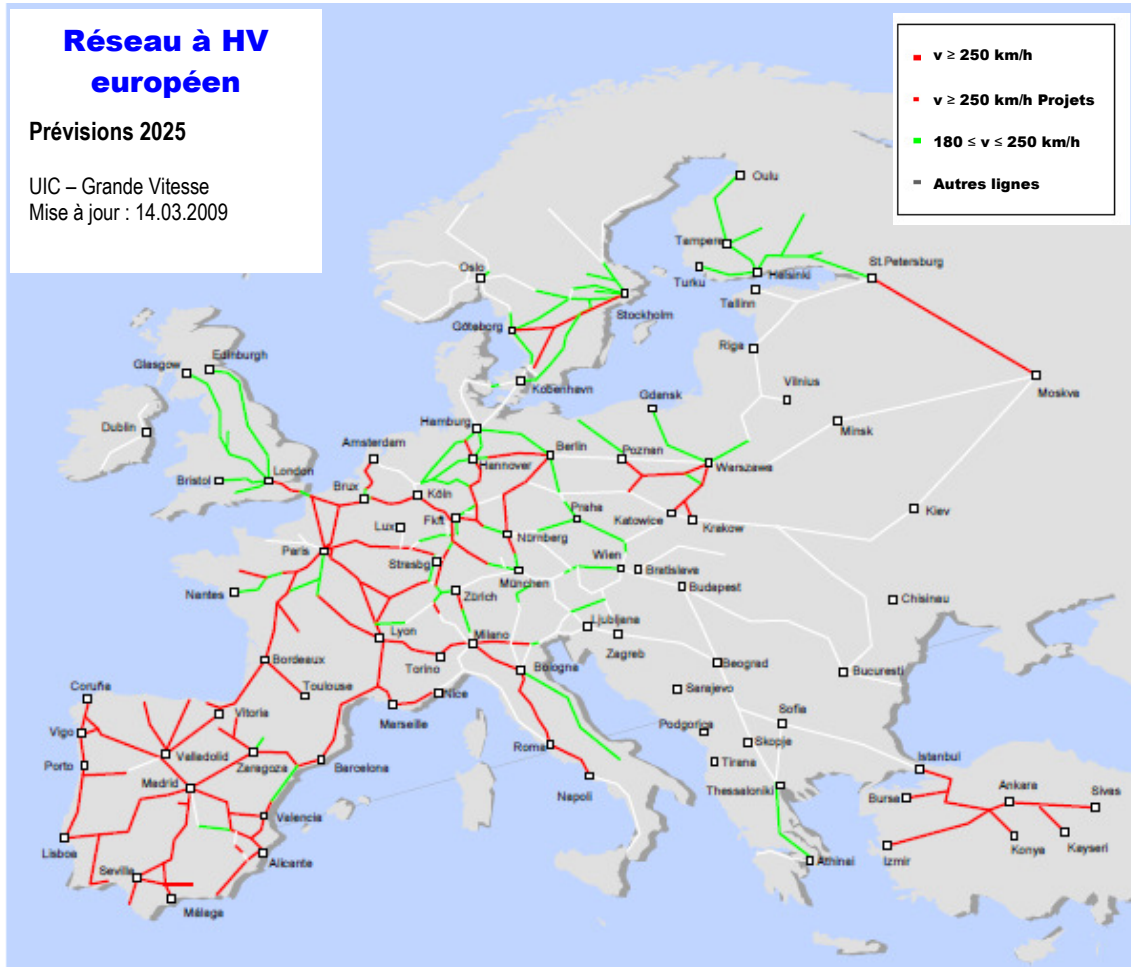 Réseau à HV
européen
Prévisions 2025
UIC – Grande Vitesse
Mise à jour : 14.03.2009
v ≥ 250 km/h
v ≥ 250 km/h Projets
180 ≤ v ≤ 250 km/h
Autres lignes
Oulu
Tampere
Oslo
Turku
Helsinki
St.Petersburg
Tallinn
Stockholm
Göteborg
Riga
Edinburgh
Glasgow
Kobenhavn
Vilnius
Gdansk
Moskva
Dublin
Hamburg
Minsk
Amsterdam
Berlin
Poznan
Hannover
Warszawa
Bristol
London
Brux
Köln
Praha
Kiev
Lux
Fkft
Katowice
Krakow
Nürnberg
Paris
Wien
Strasbg
Bratislave
München
Budapest
Nantes
Zürich
Chisinau
Ljubljana
Lyon
Milano
Zagreb
Bordeaux
Torino
Bologna
Beograd
Bucuresti
Coruña
Toulouse
Nice
Sarajevo
Vitoria
Marseille
Sofia
Vigo
Podgorica
Valladolid
Roma
Skopje
Istanbul
Porto
Zaragoza
Barcelona
Tirana
Madrid
Ankara
Sivas
Napoli
Thessaloniki
Bursa
Valencia
Lisboa
Konya
Kayseri
Alicante
Athinai
Izmir
Sevilla
Málaga